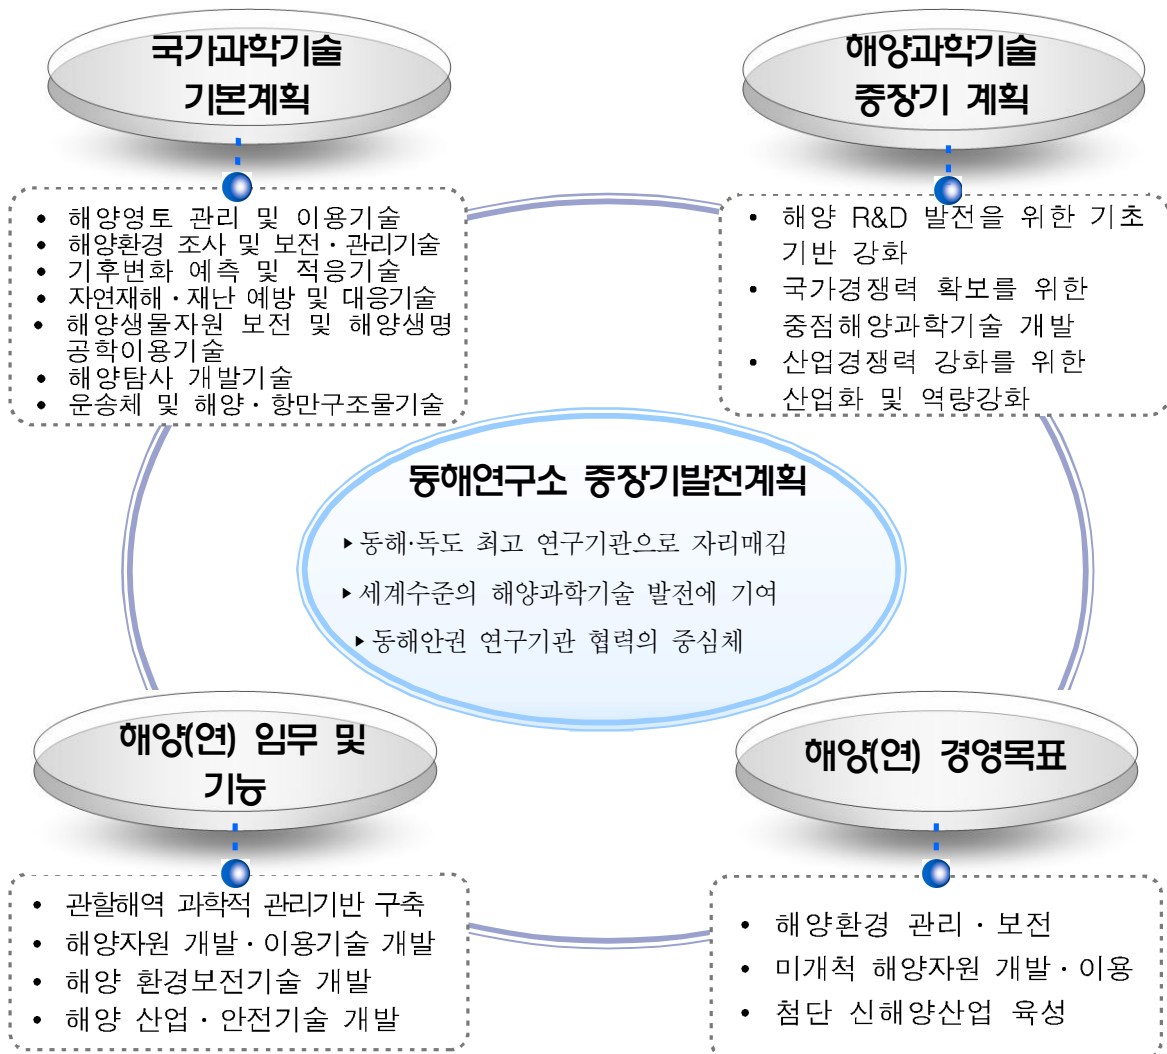 국가과학기술
기본계획
• 해양영토 관리 및 이용기술
• 해양환경 조사 및 보전·관리기술
• 기후변화 예측 및 적응기술
• 자연재해·재난 예방 및 대응기술
• 해양생물자원 보전 및 해양생명
공학이용기술
• 해양탐사 개발기술
• 운송체 및 해양·항만구조물기술
해양과학기술
중장기 계획
• 해양 R&D 발전을 위한 기초
기반 강화
• 국가경쟁력 확보를 위한
중점해양과학기술 개발
• 산업경쟁력 강화를 위한
산업화 및 역량강화
동해연구소 중장기발전계획
▶동해·독도 최고 연구기관으로 자리매김
▶세계수준의 해양과학기술 발전에 기여
▶동해안권 연구기관 협력의 중심체
해양(연) 임무 및
기능
• 관할해역 과학적 관리기반 구축
• 해양자원 개발·이용기술 개발
• 해양 환경보전기술 개발
• 해양 산업·안전기술 개발
해양(연) 경영목표
• 해양환경 관리·보전
• 미개척 해양자원 개발·이용
• 첨단 신해양산업 육성